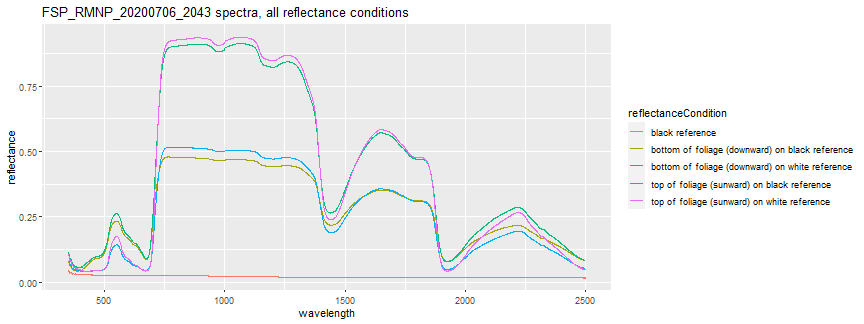 FSP_RMNP_20200706_2043 spectra, all reflectance conditions
reflectance
0.75
0.50
0.25
0.00
500
1000
1500
2000
2500
wavelength
reflectanceCondition
black reference
bottom of foliage (downward) on black reference
bottom of foliage (downward) on white reference
top of foliage (sunward) on black reference
top of foliage (sunward) on white reference